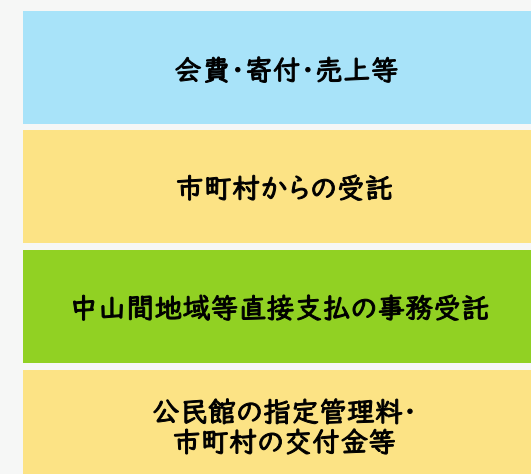 会費・寄付・売上等
市町村からの受託
中山間地域等直接支払の事務受託
公民館の指定管理料・
市町村の交付金等